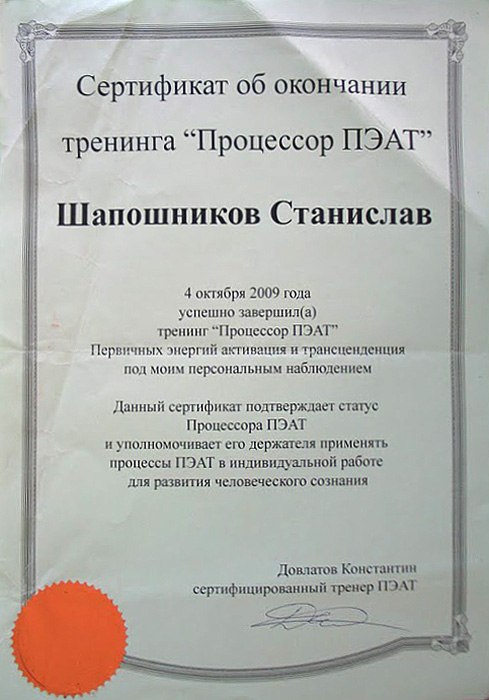 Сертификат об окончании
тренинга “Процессор ПЭАТ”
Шапошников Станислав
4 октября 2009 года
успешно завершил(а)
тренинг “Процессор ПЭАТ”
Первичных энергий активация и трансценденция
под моим персональным наблюдением
Данный сертификат подтверждает статус
Процессора ПЭАТ
и уполномочивает его держателя применять
процессы ПЭАТ в индивидуальной работе
для развития человеческого сознания
Довлатов Константин
сертифицированный тренер ПЭАТ